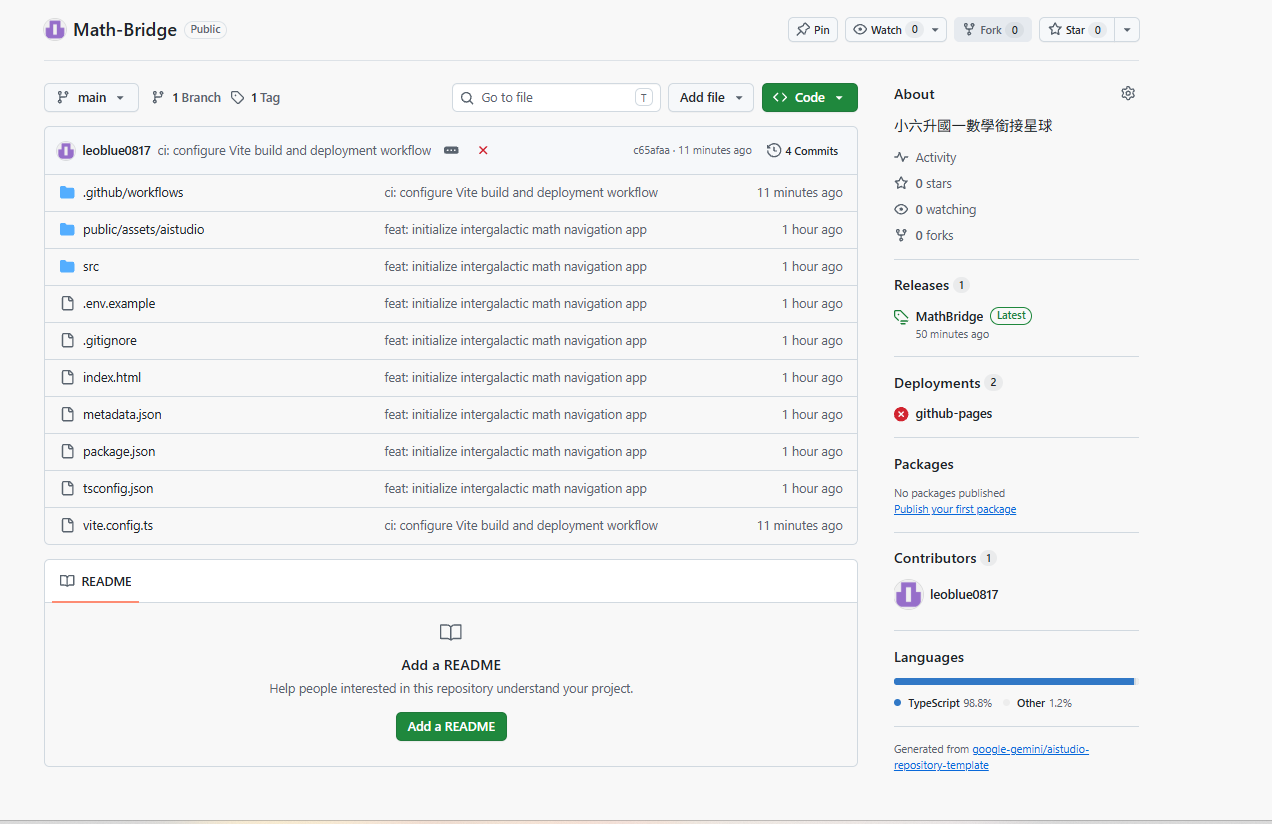 Math-Bridge Public Pin Watch 0 Fork 0 Star 0
main 1 Branch 1 Tag Go to file T Add file Code
leoblue0817 ci: configure Vite build and deployment workflow c65afaa · 11 minutes ago 4 Commits
.github/workflows ci: configure Vite build and deployment workflow 11 minutes ago
public/assets/aistudio feat: initialize intergalactic math navigation app 1 hour ago
src feat: initialize intergalactic math navigation app 1 hour ago
.env.example feat: initialize intergalactic math navigation app 1 hour ago
.gitignore feat: initialize intergalactic math navigation app 1 hour ago
index.html feat: initialize intergalactic math navigation app 1 hour ago
metadata.json feat: initialize intergalactic math navigation app 1 hour ago
package.json feat: initialize intergalactic math navigation app 1 hour ago
tsconfig.json feat: initialize intergalactic math navigation app 1 hour ago
vite.config.ts ci: configure Vite build and deployment workflow 11 minutes ago
README
Add a README
Help people interested in this repository understand your project.
Add a README
About
小六升國一數學銜接星球
Activity
0 stars
0 watching
0 forks
Releases 1
MathBridge Latest
50 minutes ago
Deployments 2
github-pages
Packages
No packages published
Publish your first package
Contributors 1
leoblue0817
Languages
TypeScript 98.8% Other 1.2%
Generated from google-gemini/aistudio-
repository-template